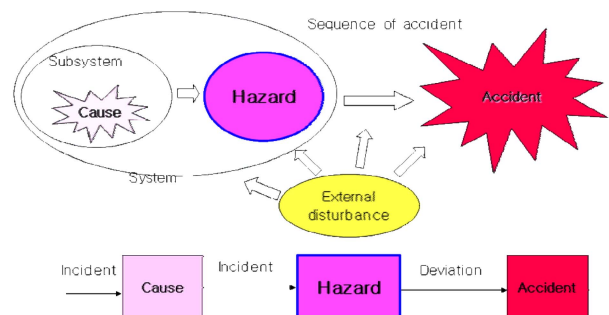 Sequence of accident
Subsystem
Cause
Hazard
Accident
System
External
disturbance
Incident
Cause
Incident
Hazard
Deviation
Accident